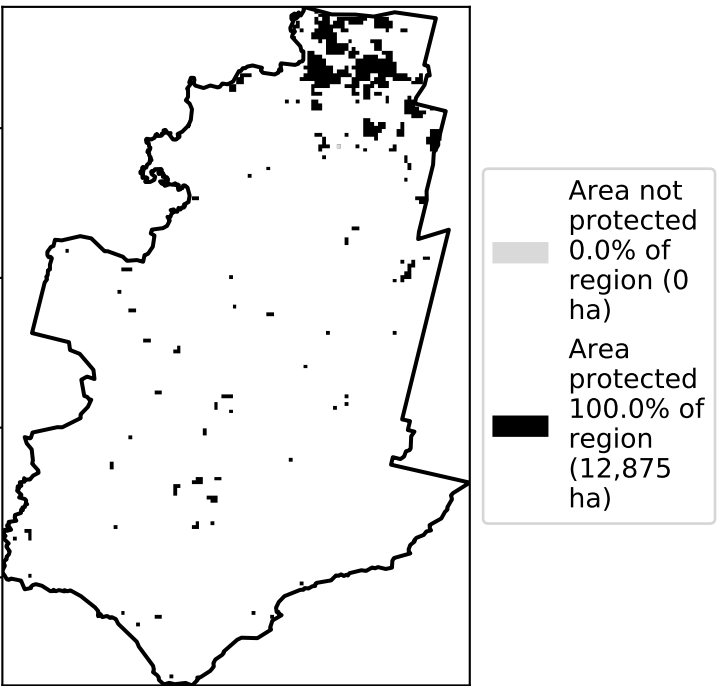 Area not
protected
0.0% of
region (0
ha)
Area
protected
100.0% of
region
(12,875
ha)